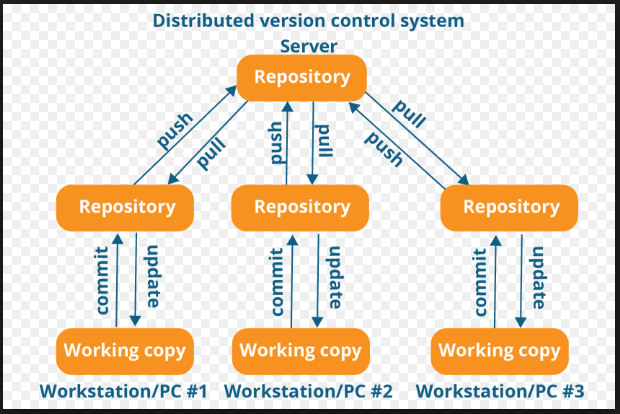 Distributed version control system
Server
Repository
push
pull
push
pull
push
pull
Repository
Repository
Repository
commit
update
commit
update
commit
update
Working copy
Working copy
Working copy
Workstation/PC #1
Workstation/PC #2
Workstation/PC #3